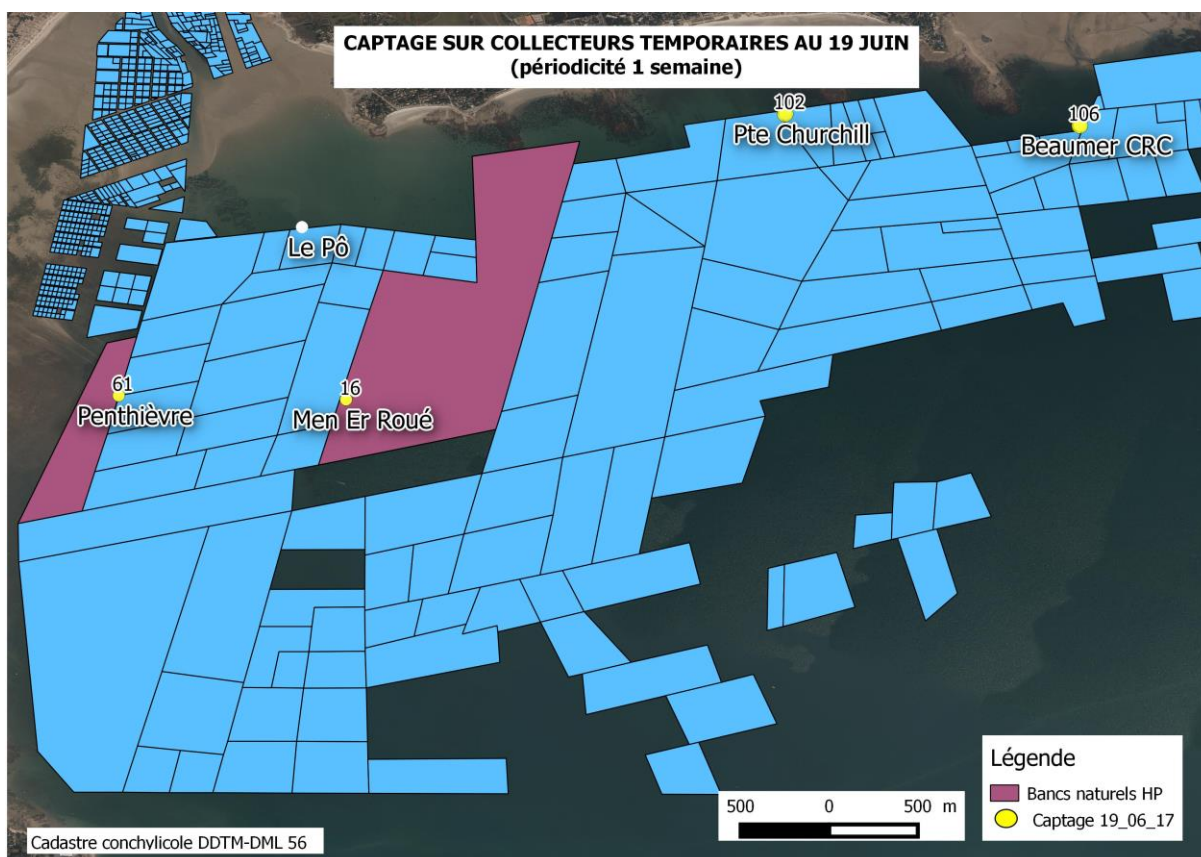 CAPTAGE SUR COLLECTEURS TEMPORAIRES AU 19 JUIN
(périodicité 1 semaine)
102
Pte Churchill
106
Beaumer CRC
Le Pô
61
Penthièvre
16
Men Er Roué
Légende
Bancs naturels HP
Captage 19_06_17
500 0 500 m
Cadastre conchylicole DDTM-DML 56